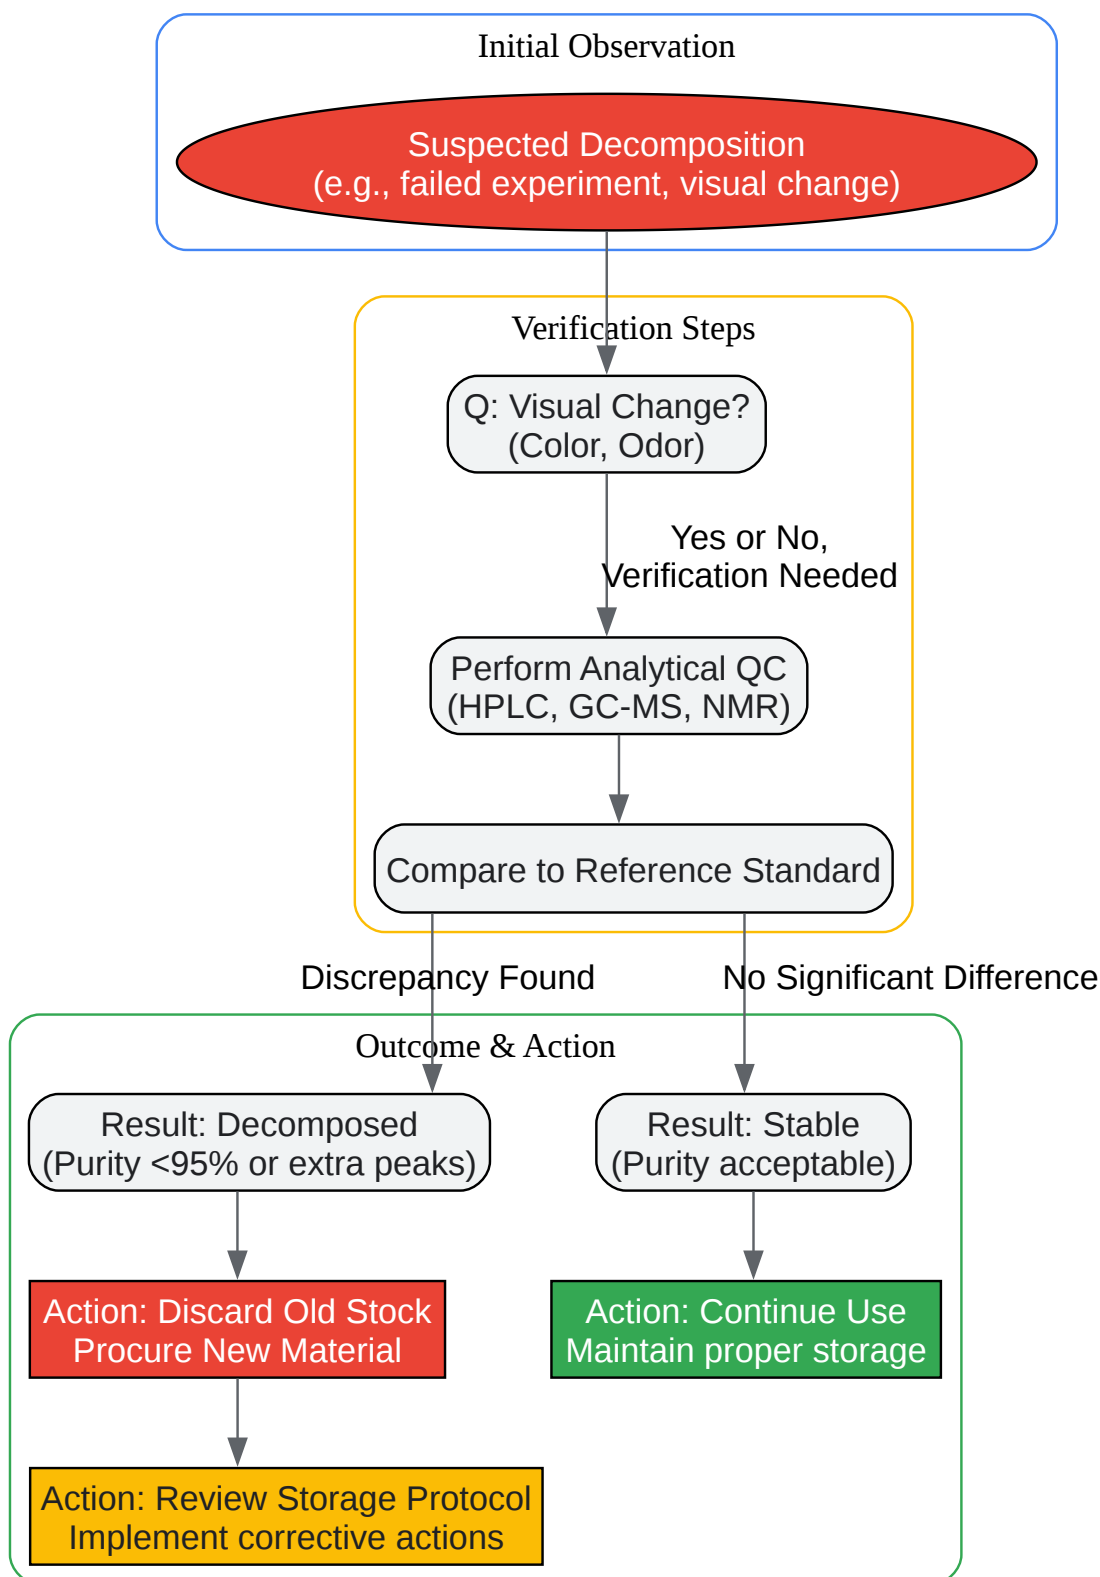 Initial Observation
Suspected Decomposition
(e.g., failed experiment, visual change)
Verification Steps
Q: Visual Change?
(Color, Odor)
Yes or No,
Verification Needed
Perform Analytical QC
(HPLC, GC-MS, NMR)
Compare to Reference Standard
Discrepancy Found
No Significant Difference
Outcome & Action
Result: Decomposed
(Purity <95% or extra peaks)
Result: Stable
(Purity acceptable)
Action: Discard Old Stock
Procure New Material
Action: Continue Use
Maintain proper storage
Action: Review Storage Protocol
Implement corrective actions